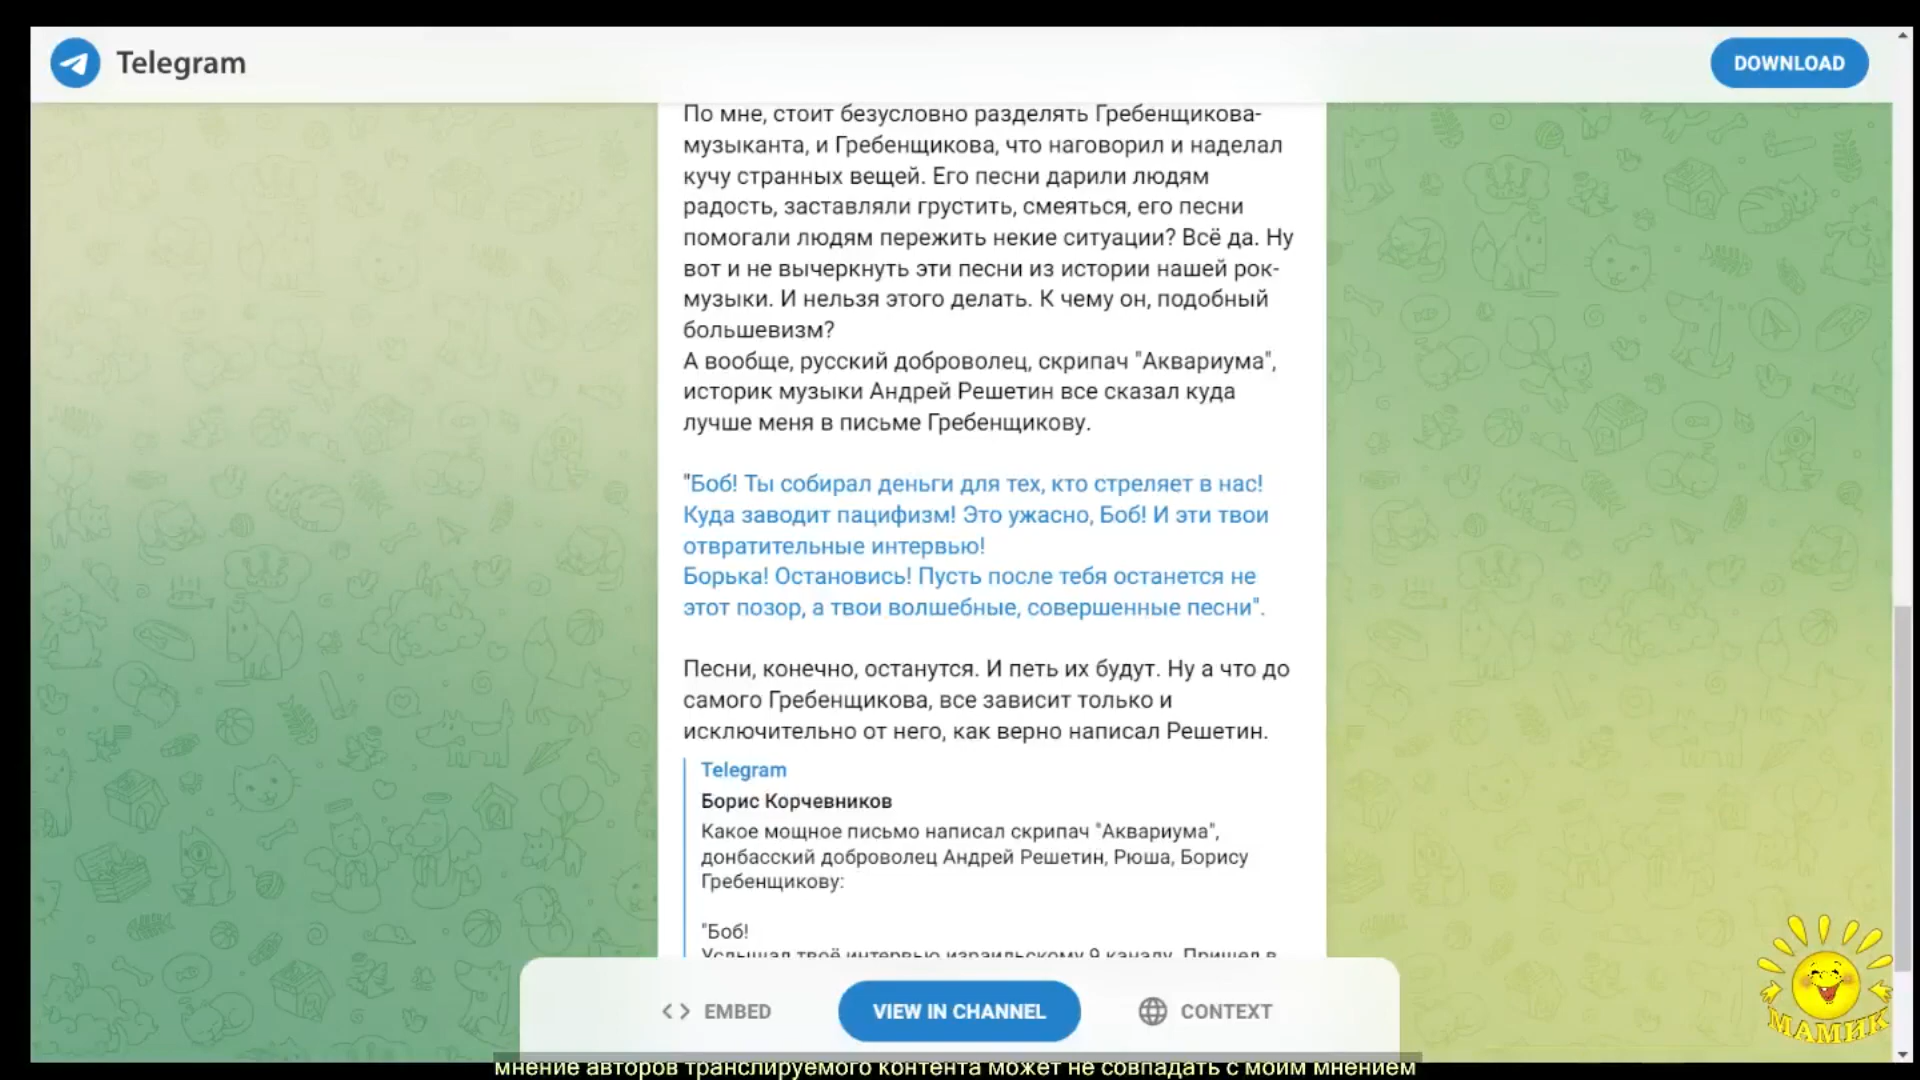 Telegram
DOWNLOAD
По мне, стоит безусловно разделять Гребенщикова-
музыканта, и Гребенщикова, что наговорил и наделал
кучу странных вещей. Его песни дарили людям
радость, заставляли грустить, смеяться, его песни
помогали людям пережить некие ситуации? Всё да. Ну
вот и не вычеркнуть эти песни из истории нашей рок-
музыки. И нельзя этого делать. К чему он, подобный
большевизм?
А вообще, русский доброволец, скрипач "Аквариума",
историк музыки Андрей Решетин все сказал куда
лучше меня в письме Гребенщикову.
"Боб! Ты собирал деньги для тех, кто стреляет в нас!
Куда заводит пацифизм! Это ужасно, Боб! И эти твои
отвратительные интервью!
Борька! Остановись! Пусть после тебя останется не
этот позор, а твои волшебные, совершенные песни".
Песни, конечно, останутся. И петь их будут. Ну а что до
самого Гребенщикова, все зависит только и
исключительно от него, как верно написал Решетин.
Telegram
Борис Корчевников
Какое мощное письмо написал скрипач "Аквариума",
донбасский доброволец Андрей Решетин, Рюша, Борису
Гребенщикову:
"Боб!
Услышал твоё интервью израильскому 9 каналу. Пришел в
EMBED
VIEW IN CHANNEL
CONTEXT
МАМИК
мнение авторов транслируемого контента может не совпадать с моим мнением